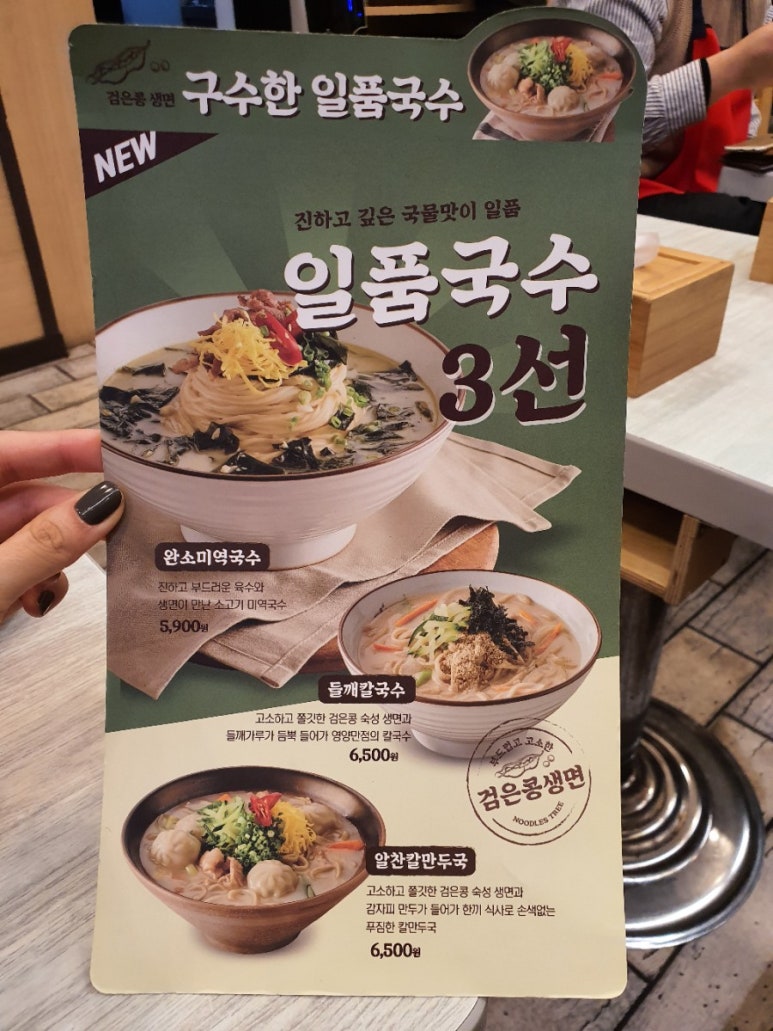 검은콩 생면 구수한 일품국수
NEW
진하고 깊은 국물맛이 일품
일품국수
3선
완소미역국수
진하고 부드러운 육수와
생면이 만난 소고기 미역국수
5,900원
들깨칼국수
고소하고 쫄깃한 검은콩 숙성 생면과
들깨가루가 듬뿍 들어가 영양만점의 칼국수
6,500원
부드럽고 고소한
검은콩생면
NOODLES TREE
알찬칼만두국
고소하고 쫄깃한 검은콩 숙성 생면과
감자피 만두가 들어가 한끼 식사로 손색없는
푸짐한 칼만두국
6,500원